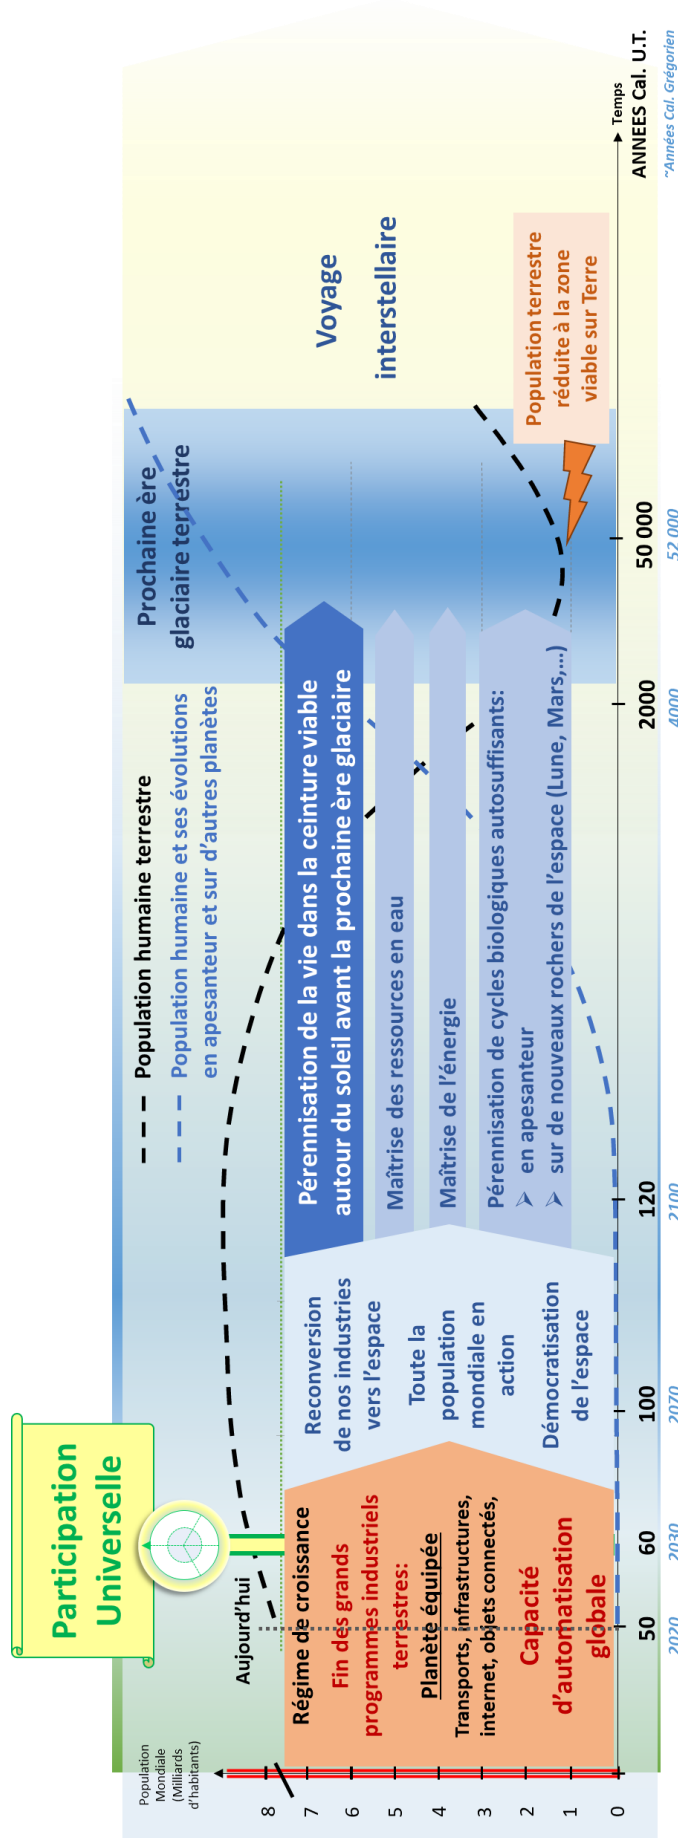 Participation
Universelle
Population
Mondiale
(Milliards
d'habitants)
8
7
6
5
4
3
2
1
0
Aujourd'hui
Population humaine terrestre
Population humaine et ses évolutions
en apesanteur et sur d'autres planètes
Prochaine ère
glaciaire terrestre
Voyage
interstellaire
Régime de croissance
Fin des grands
programmes industriels
terrestres:
Planète équipée
Transports, infrastructures,
internet, objets connectés,
Capacité
d'automatisation
globale
Reconversion
de nos industries
vers l'espace
Toute la
population
mondiale en
action
Démocratisation
de l'espace
Pérennisation de la vie dans la ceinture viable
autour du soleil avant la prochaine ère glaciaire
Maîtrise des ressources en eau
Maîtrise de l'énergie
Pérennisation de cycles biologiques autosuffisants:
➢ en apesanteur
➢ sur de nouveaux rochers de l'espace (Lune, Mars,…)
Population terrestre
réduite à la zone
viable sur Terre
Temps
50 60 100 120 2000 50 000 ANNEES Cal. U.T.
2020 2030 2070 2100 4000 52 000 ~Années Cal. Grégorien